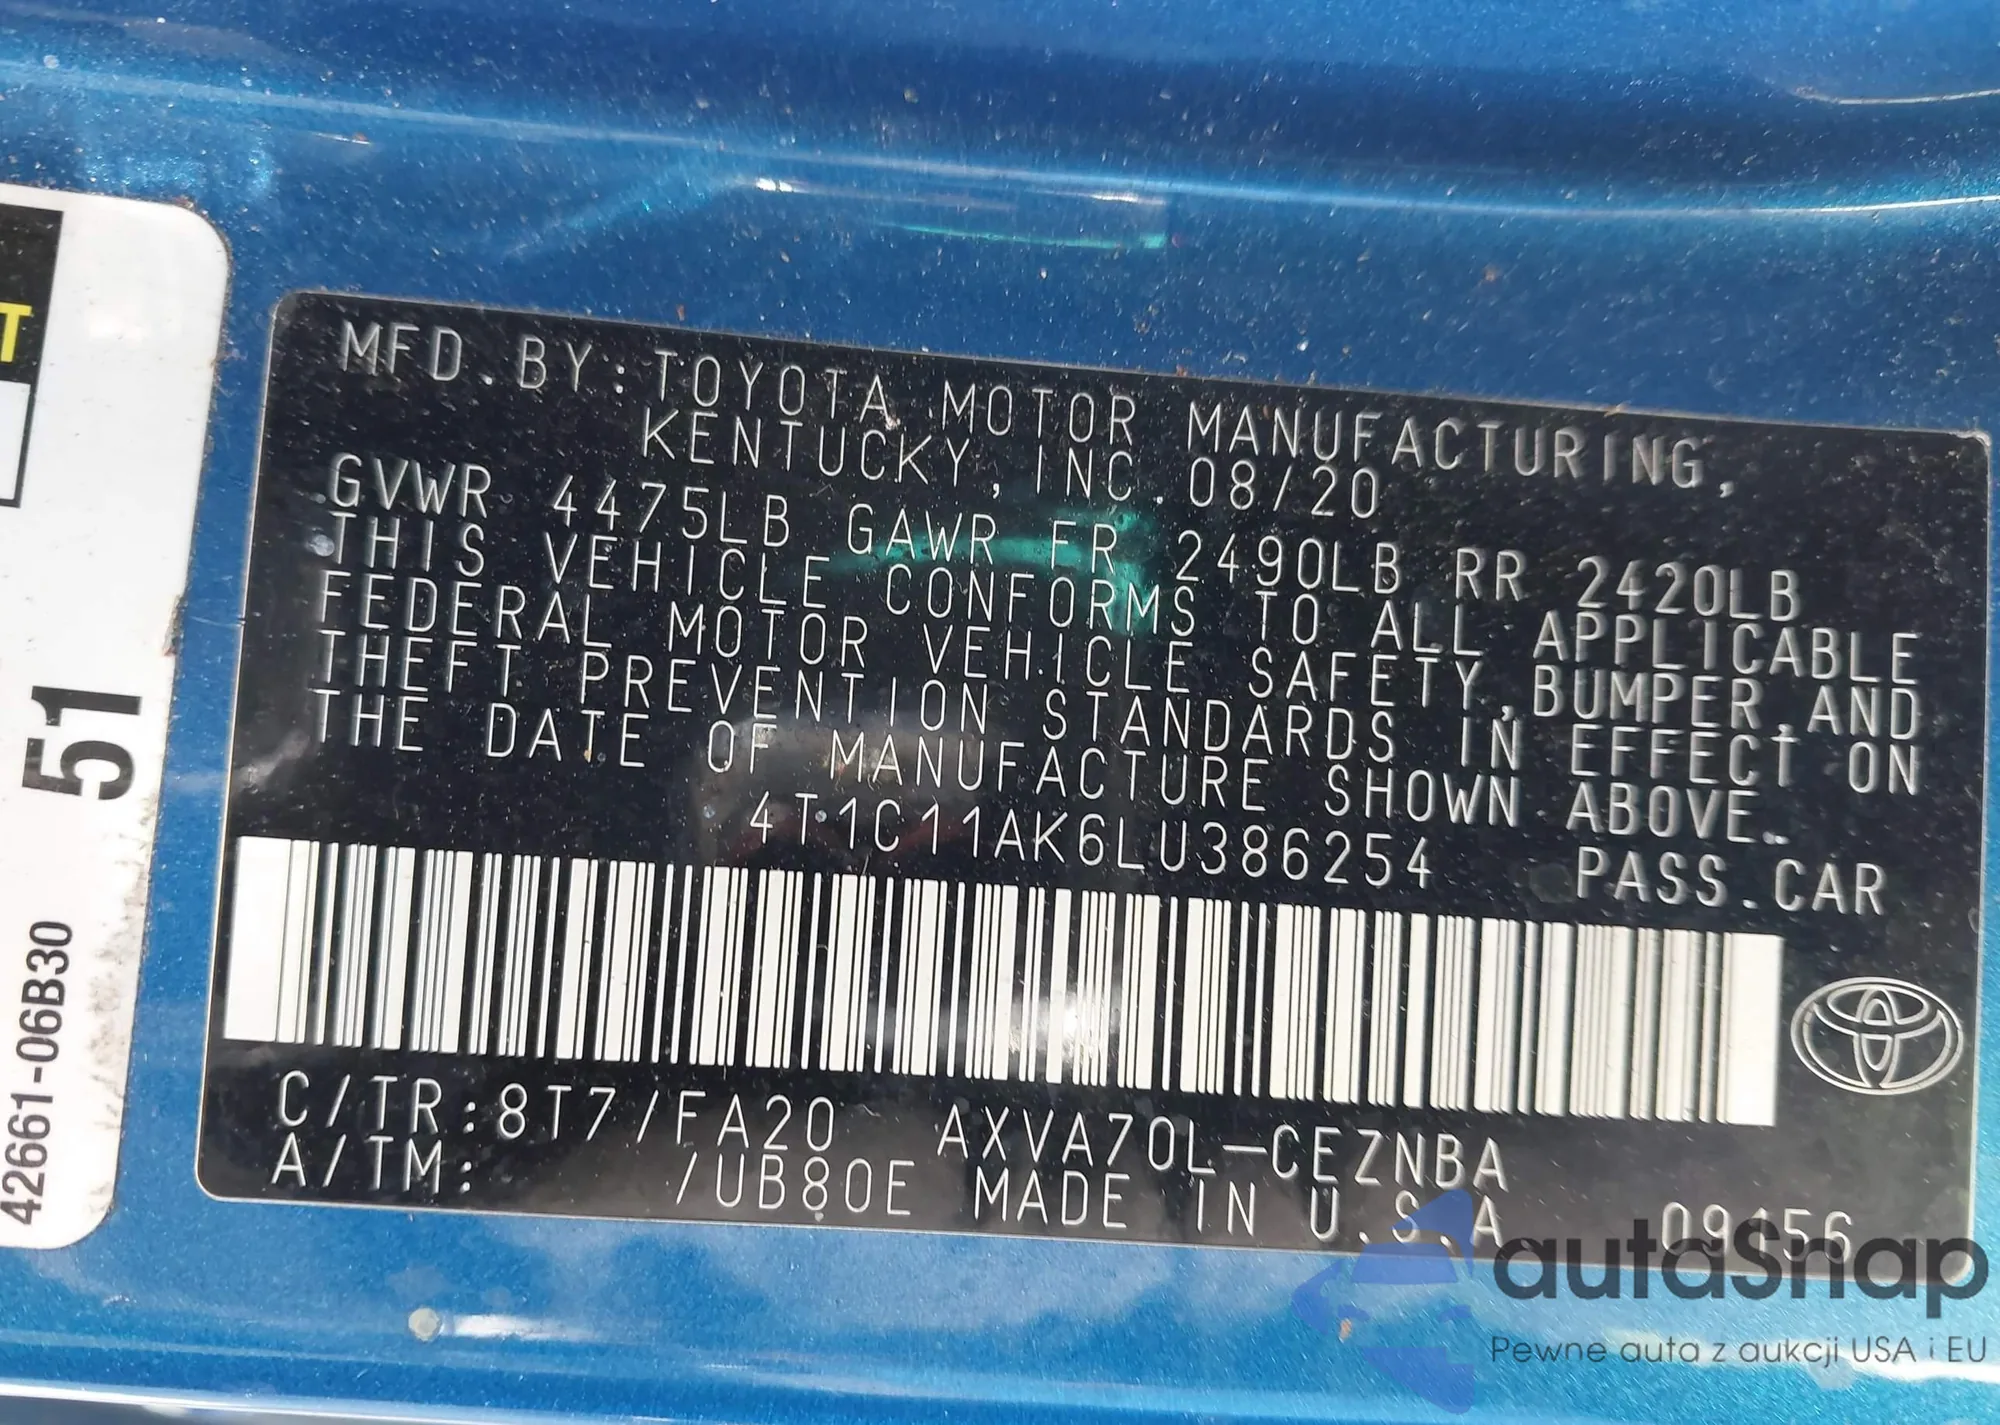 MFD.BY:TOYOTA MOTOR MANUFACTURING,
KENTUCKY, INC. 08/20
GVWR 4475LB GAWR FR 2490LB RR 2420LB
THIS VEHICLE CONFORMS TO ALL APPLICABLE
FEDERAL MOTOR VEHICLE SAFETY,BUMPER,AND
THEFT PREVENTION STANDARDS IN EFFECT ON
THE DATE OF MANUFACTURE SHOWN ABOVE.
4T1C11AK6LU386254 PASS.CAR
C/TR:8T7/FA20 AXVA70L-CEZNBA
A/TM: /UB80E MADE IN U.S.A
09156
T
51
42661-06B30
autaSnap
Pewne auta z aukcji USA i EU